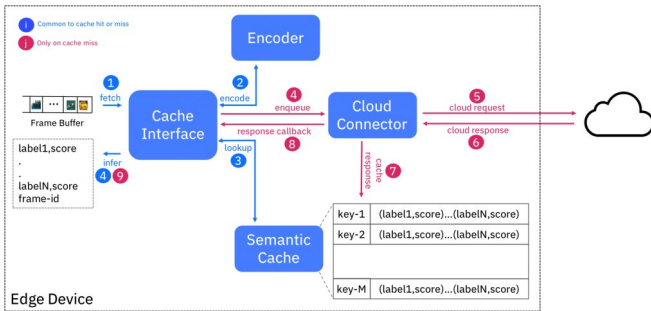 i Common to cache hit or miss
j Only on cache miss
Encoder
1
fetch
2
encode
4
enqueue
5
cloud request
Frame Buffer
...
Cache
Interface
Cloud
Connector
response callback
8
cloud response
6
label1,score
.
.
labelN,score
frame-id
infer
4 9
lookup
3
cache
response
7
Semantic
Cache
key-1 (label1,score)...(labelN,score)
key-2 (label1,score)...(labelN,score)
key-M (label1,score)...(labelN,score)
Edge Device